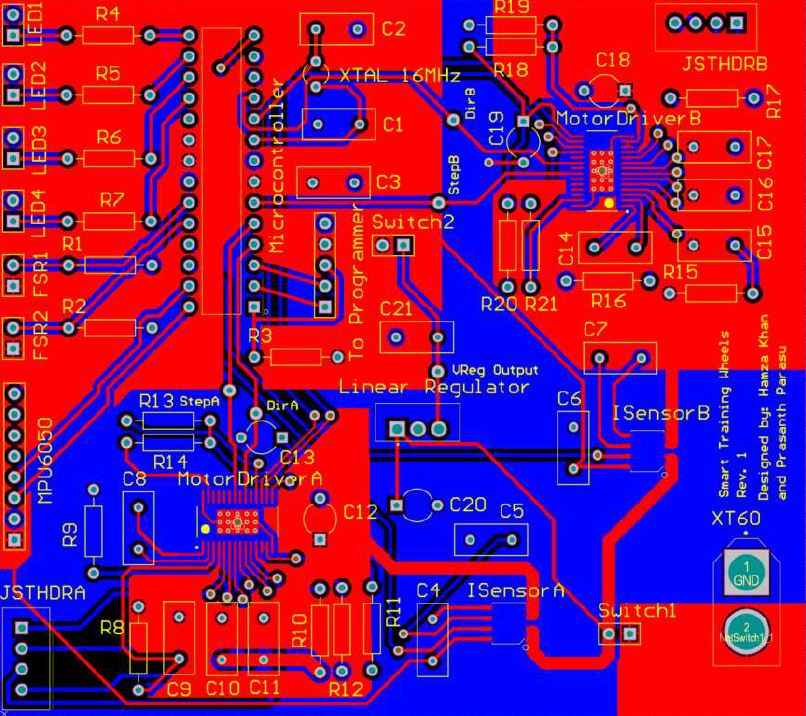 LED1
R4
C2
R19
JSTHDRB
LED2
R5
XTAL 16MHz
R18
C18
R17
DirB
C19
MotorDriverB
LED3
R6
Microcontroller
C1
C17
StepB
LED4
R7
C3
C16
Switch2
FSR1
R1
To Programmer
C14
C15
R20
R21
R16
R15
FSR2
R2
R3
C21
C7
VReg Output
Linear Regulator
C6
ISensorB
Smart Training Wheels
Rev. 1
Designed by: Hamza Khan
and Prasanth Parasu
MPU6050
R13
StepA
DirA
R14
C13
MotorDriverA
C8
R9
C12
C20
C5
XT60
1
GND
JSTHDRA
R8
C9
C10
C11
R10
R12
R11
C4
ISensorA
Switch1
2
NetSwitch1_1